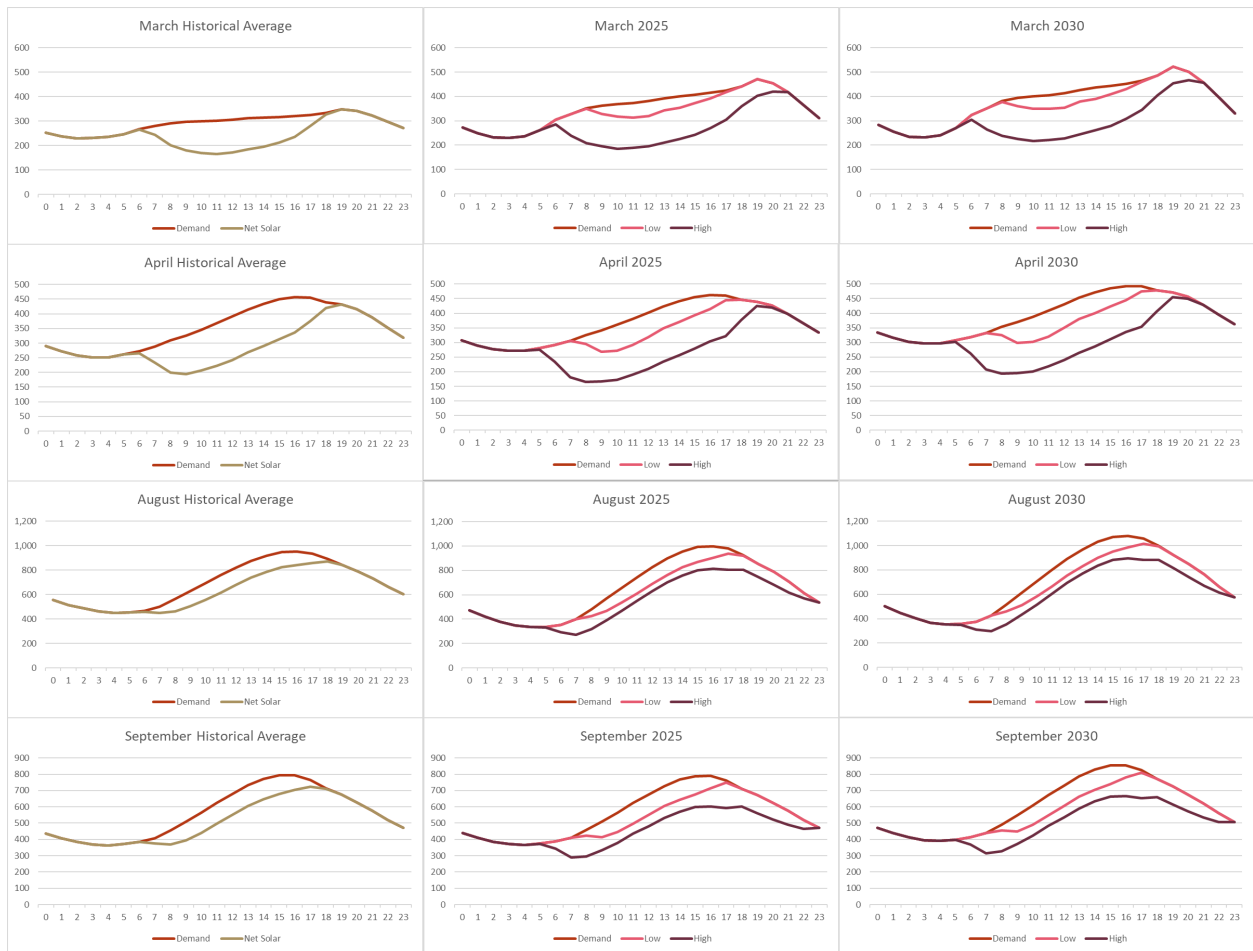 March Historical Average
600
500
400
300
200
100
0
0 1 2 3 4 5 6 7 8 9 10 11 12 13 14 15 16 17 18 19 20 21 22 23
Demand Net Solar
March 2025
600
500
400
300
200
100
0
0 1 2 3 4 5 6 7 8 9 10 11 12 13 14 15 16 17 18 19 20 21 22 23
Demand Low High
March 2030
600
500
400
300
200
100
0
0 1 2 3 4 5 6 7 8 9 10 11 12 13 14 15 16 17 18 19 20 21 22 23
Demand Low High
April Historical Average
500
450
400
350
300
250
200
150
100
50
0
0 1 2 3 4 5 6 7 8 9 10 11 12 13 14 15 16 17 18 19 20 21 22 23
Demand Net Solar
April 2025
500
450
400
350
300
250
200
150
100
50
0
0 1 2 3 4 5 6 7 8 9 10 11 12 13 14 15 16 17 18 19 20 21 22 23
Demand Low High
April 2030
500
450
400
350
300
250
200
150
100
50
0
0 1 2 3 4 5 6 7 8 9 10 11 12 13 14 15 16 17 18 19 20 21 22 23
Demand Low High
August Historical Average
1,200
1,000
800
600
400
200
0
0 1 2 3 4 5 6 7 8 9 10 11 12 13 14 15 16 17 18 19 20 21 22 23
Demand Net Solar
August 2025
1,200
1,000
800
600
400
200
0
0 1 2 3 4 5 6 7 8 9 10 11 12 13 14 15 16 17 18 19 20 21 22 23
Demand Low High
August 2030
1,200
1,000
800
600
400
200
0
0 1 2 3 4 5 6 7 8 9 10 11 12 13 14 15 16 17 18 19 20 21 22 23
Demand Low High
September Historical Average
900
800
700
600
500
400
300
200
100
0
0 1 2 3 4 5 6 7 8 9 10 11 12 13 14 15 16 17 18 19 20 21 22 23
Demand Net Solar
September 2025
900
800
700
600
500
400
300
200
100
0
0 1 2 3 4 5 6 7 8 9 10 11 12 13 14 15 16 17 18 19 20 21 22 23
Demand Low High
September 2030
900
800
700
600
500
400
300
200
100
0
0 1 2 3 4 5 6 7 8 9 10 11 12 13 14 15 16 17 18 19 20 21 22 23
Demand Low High